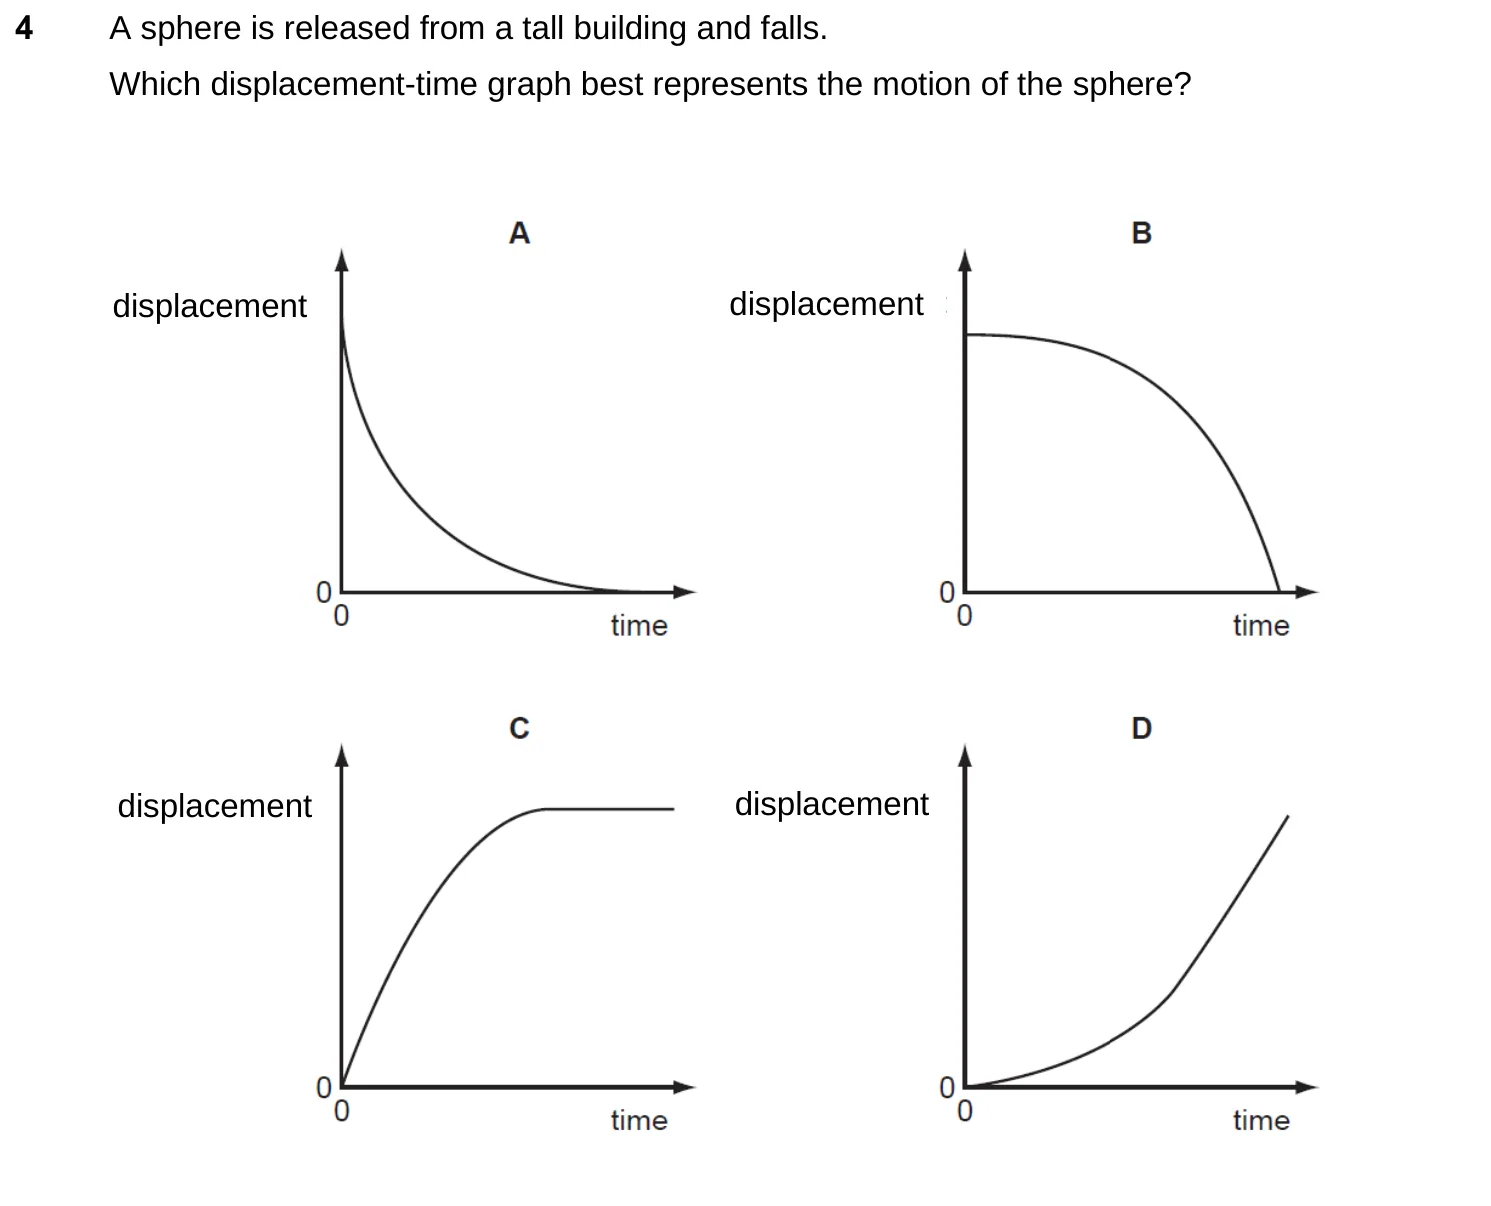 4 A sphere is released from a tall building and falls.
Which displacement-time graph best represents the motion of the sphere?
A
displacement
0
0
time
B
displacement
0
0
time
C
displacement
0
0
time
D
displacement
0
0
time